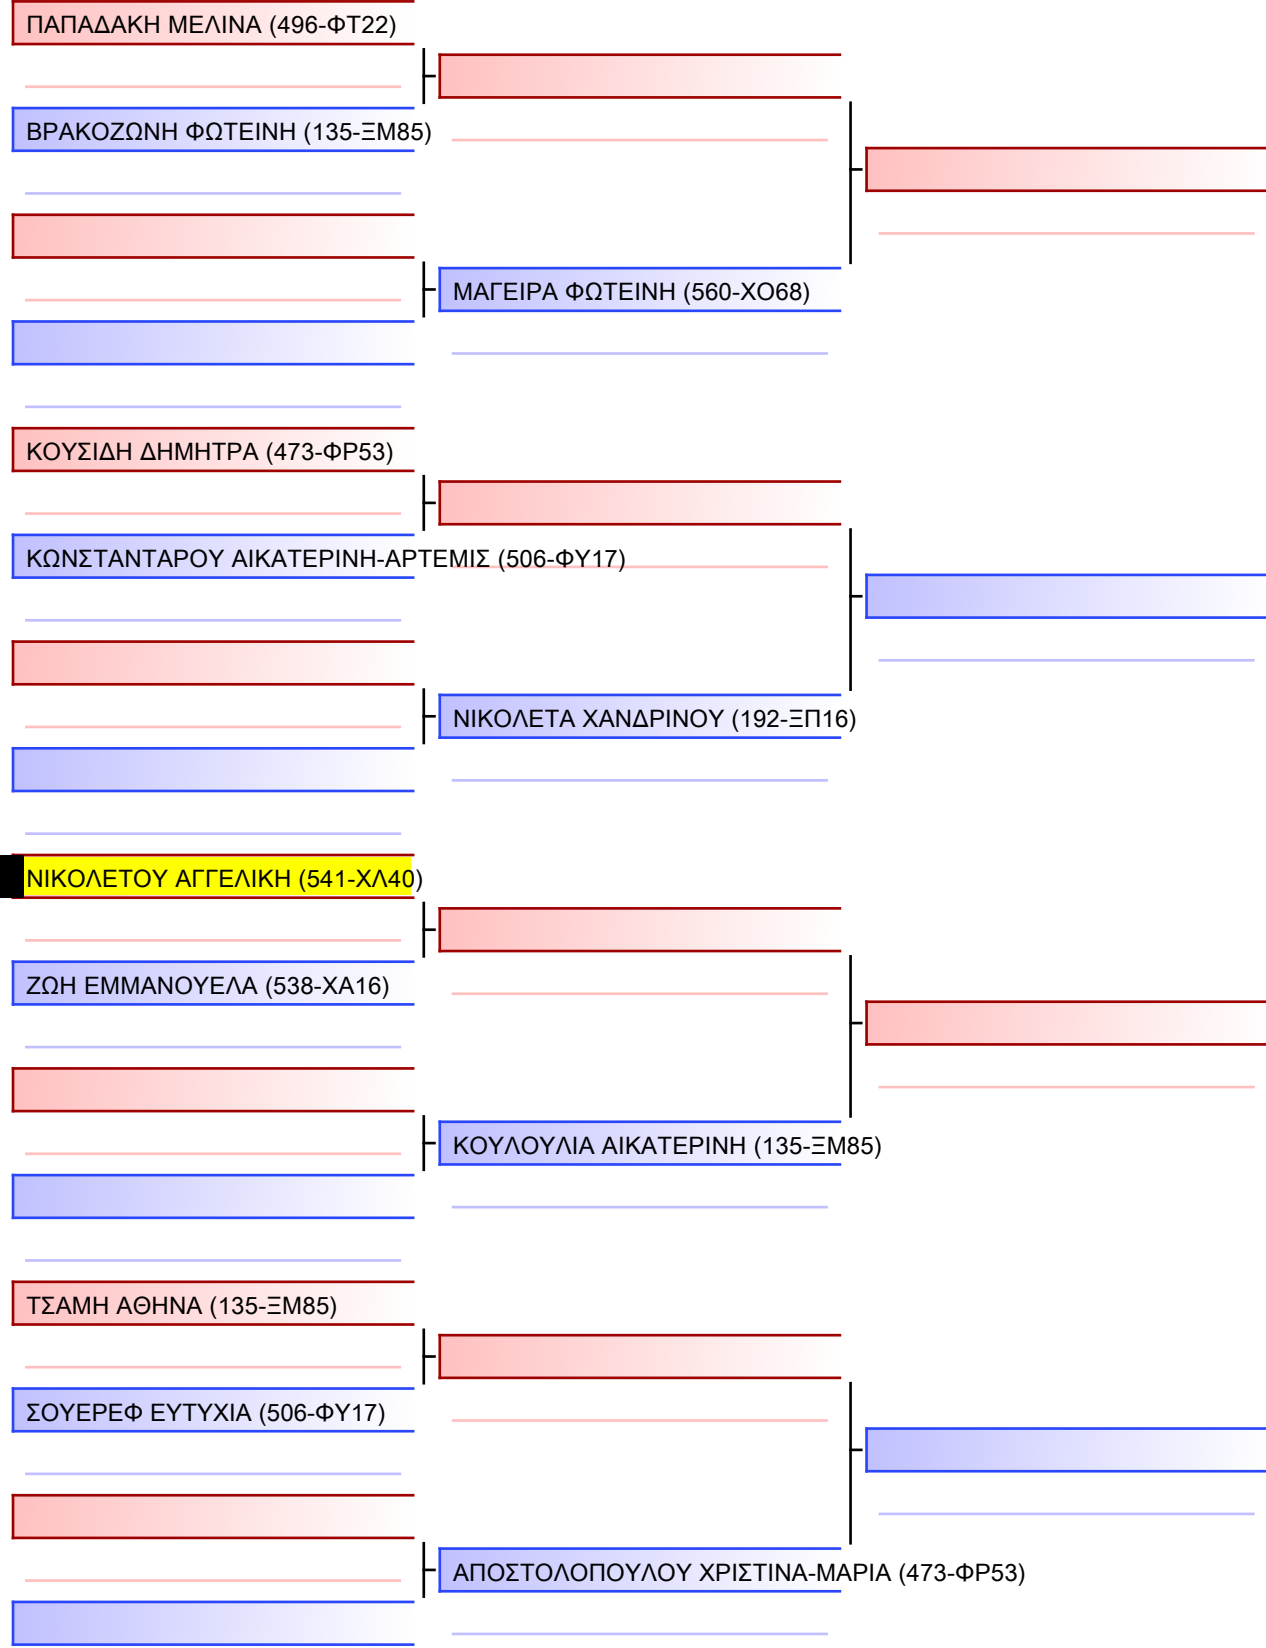 ΠΑΠΑΔΑΚΗ ΜΕΛΙΝΑ (496-ΦΤ22)
ΒΡΑΚΟΖΩΝΗ ΦΩΤΕΙΝΗ (135-ΞΜ85)
ΜΑΓΕΙΡΑ ΦΩΤΕΙΝΗ (560-ΧΟ68)
ΚΟΥΣΙΔΗ ΔΗΜΗΤΡΑ (473-ΦΡ53)
ΚΩΝΣΤΑΝΤΑΡΟΥ ΑΙΚΑΤΕΡΙΝΗ-ΑΡΤΕΜΙΣ (506-ΦΥ17)
ΝΙΚΟΛΕΤΑ ΧΑΝΔΡΙΝΟΥ (192-ΞΠ16)
ΝΙΚΟΛΕΤΟΥ ΑΓΓΕΛΙΚΗ (541-ΧΛ40)
ΖΩΗ ΕΜΜΑΝΟΥΕΛΑ (538-ΧΑ16)
ΚΟΥΛΟΥΛΙΑ ΑΙΚΑΤΕΡΙΝΗ (135-ΞΜ85)
ΤΣΑΜΗ ΑΘΗΝΑ (135-ΞΜ85)
ΣΟΥΕΡΕΦ ΕΥΤΥΧΙΑ (506-ΦΥ17)
ΑΠΟΣΤΟΛΟΠΟΥΛΟΥ ΧΡΙΣΤΙΝΑ-ΜΑΡΙΑ (473-ΦΡ53)